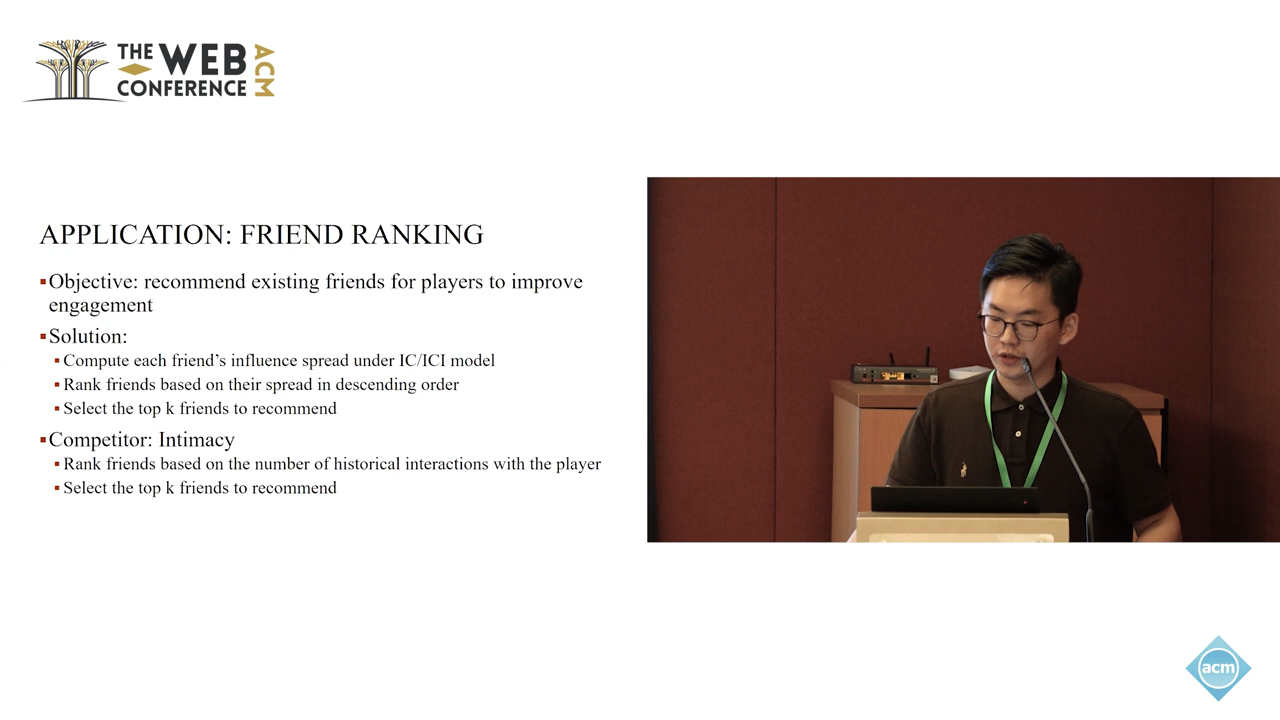 THE WEB CONFERENCE ACM
APPLICATION: FRIEND RANKING
Objective: recommend existing friends for players to improve
engagement
Solution:
Compute each friend’s influence spread under IC/ICI model
Rank friends based on their spread in descending order
Select the top k friends to recommend
Competitor: Intimacy
Rank friends based on the number of historical interactions with the player
Select the top k friends to recommend
acm